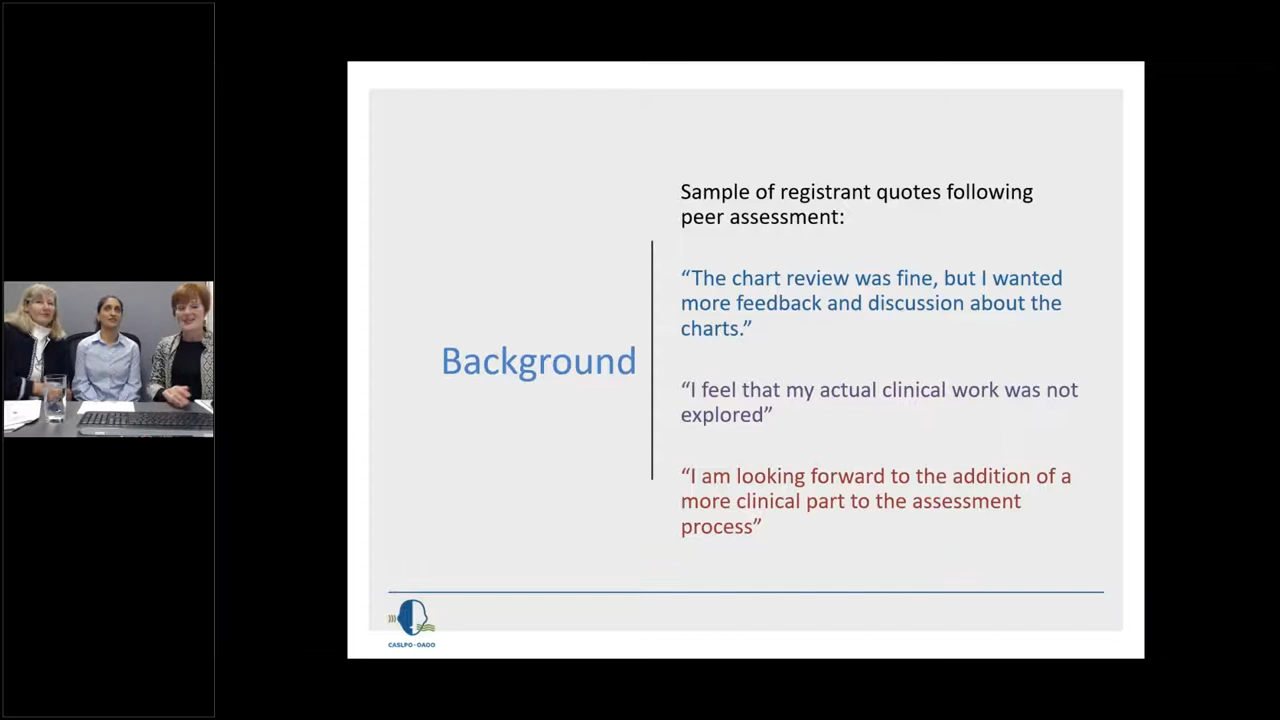 Sample of registrant quotes following
peer assessment:
“The chart review was fine, but I wanted
more feedback and discussion about the
charts.”
Background
“I feel that my actual clinical work was not
explored”
“I am looking forward to the addition of a
more clinical part to the assessment
process”
CASLPO•OAOO